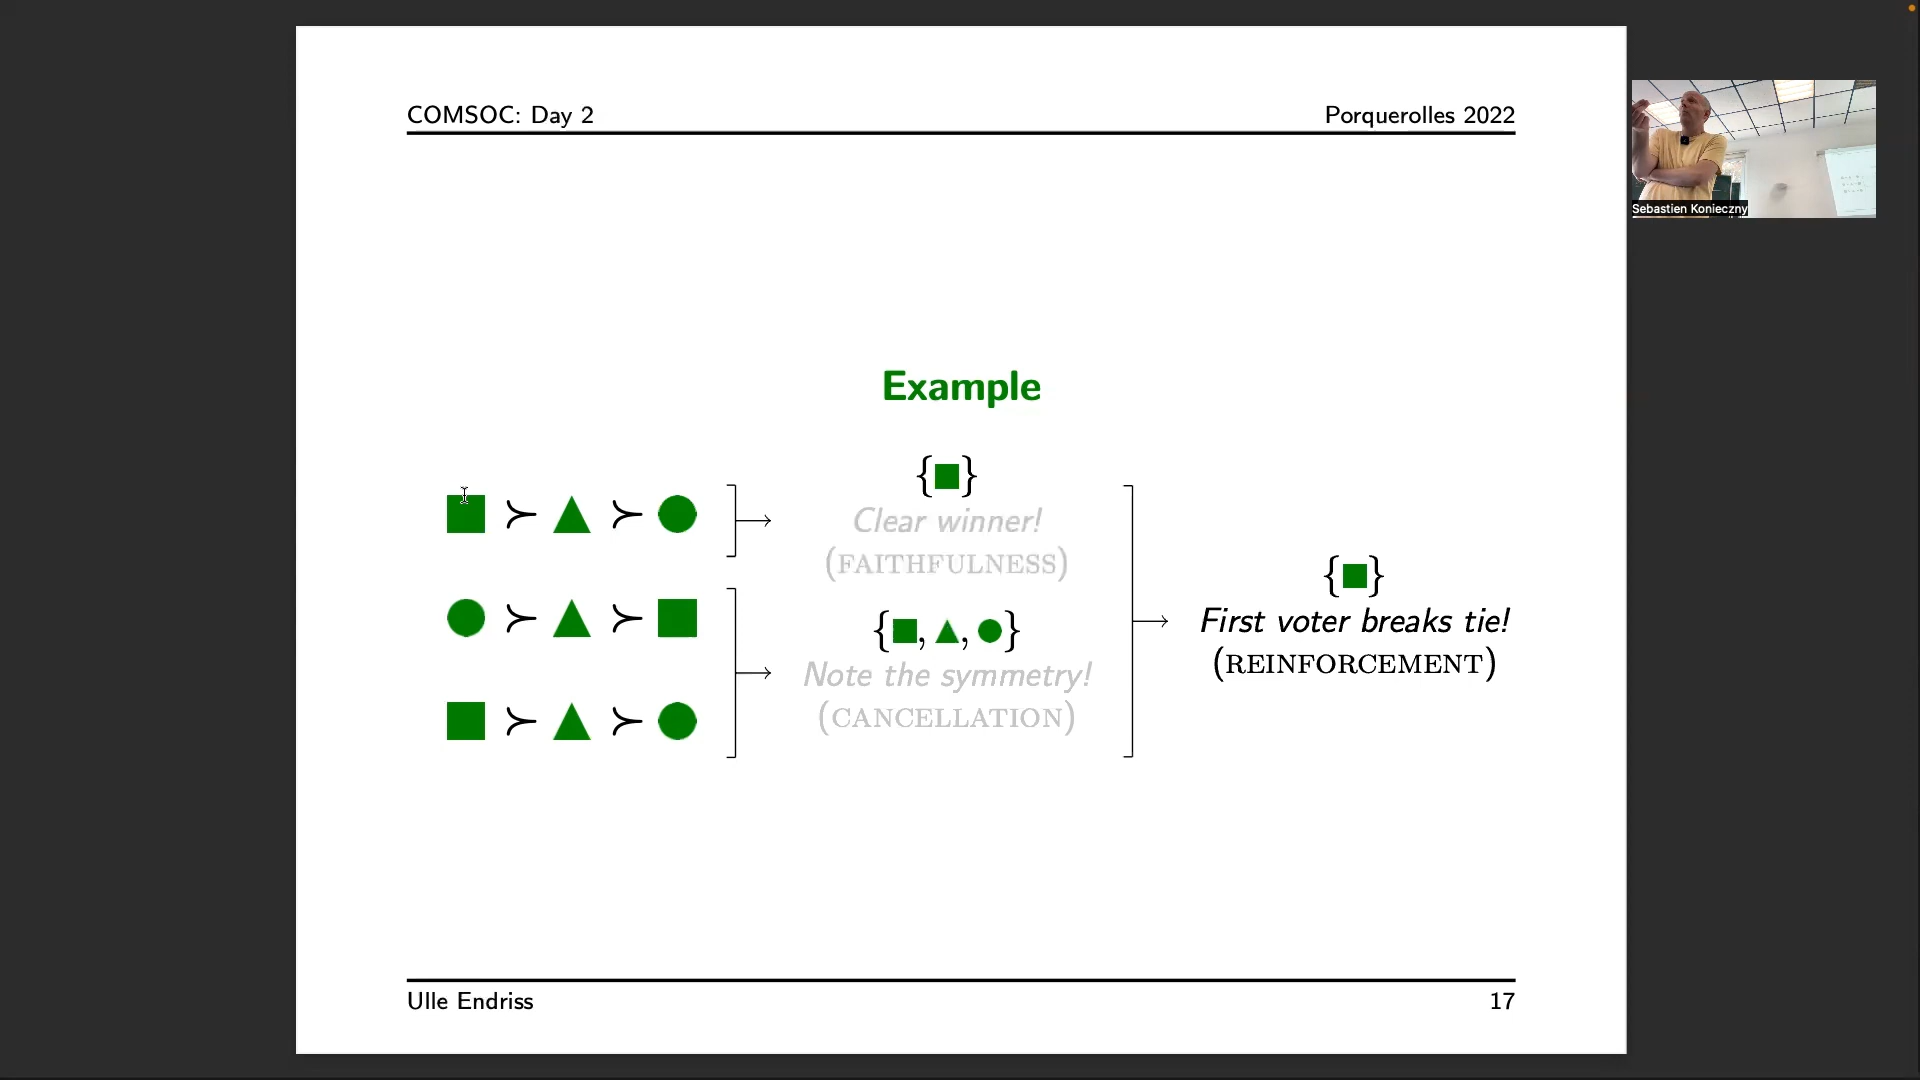 COMSOC: Day 2
Porquerolles 2022
Sebastien Konieczny
Example
{■}
Clear winner!
(FAITHFULNESS)
■ ≻ ▲ ≻ ●
● ≻ ▲ ≻ ■
■ ≻ ▲ ≻ ●
{■, ▲, ●}
Note the symmetry!
(CANCELLATION)
{■}
First voter breaks tie!
(REINFORCEMENT)
Ulle Endriss
17